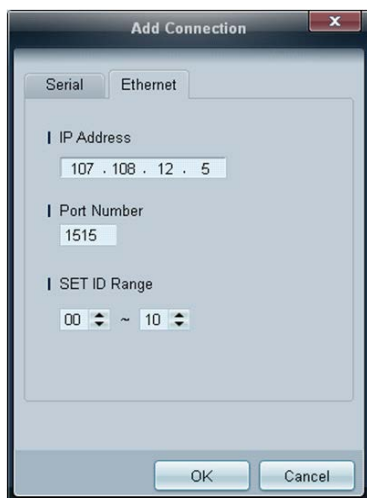 Add Connection
x
Serial Ethernet
IP Address
107 . 108 . 12 . 5
Port Number
1515
SET ID Range
00 ~ 10
OK Cancel